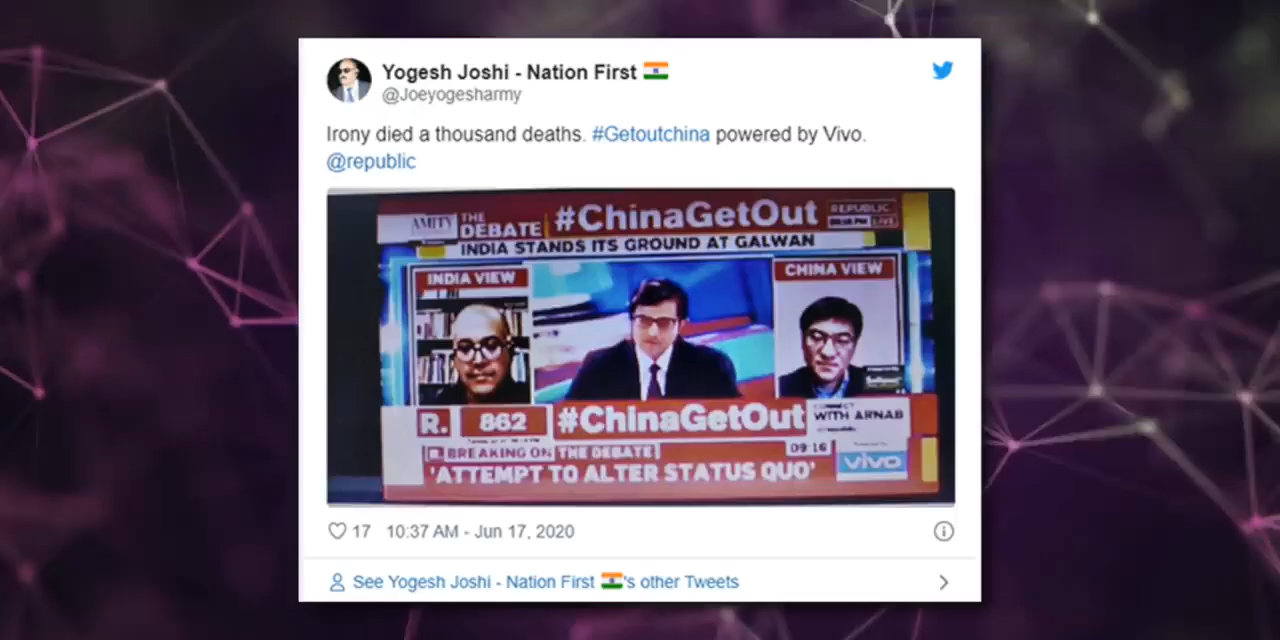 Yogesh Joshi - Nation First
@Joeyogesharmy
Irony died a thousand deaths. #Getoutchina powered by Vivo.
@republic
AMITY
THE
DEBATE
#ChinaGetOut
REPUBLIC
LIVE
INDIA STANDS ITS GROUND AT GALWAN
INDIA VIEW
CHINA VIEW
R.
862
#ChinaGetOut
CONNECT
WITH ARNAB
R. BREAKING ON THE DEBATE
09:16
'ATTEMPT TO ALTER STATUS QUO'
vivo
17 10:37 AM - Jun 17, 2020
See Yogesh Joshi - Nation First 's other Tweets